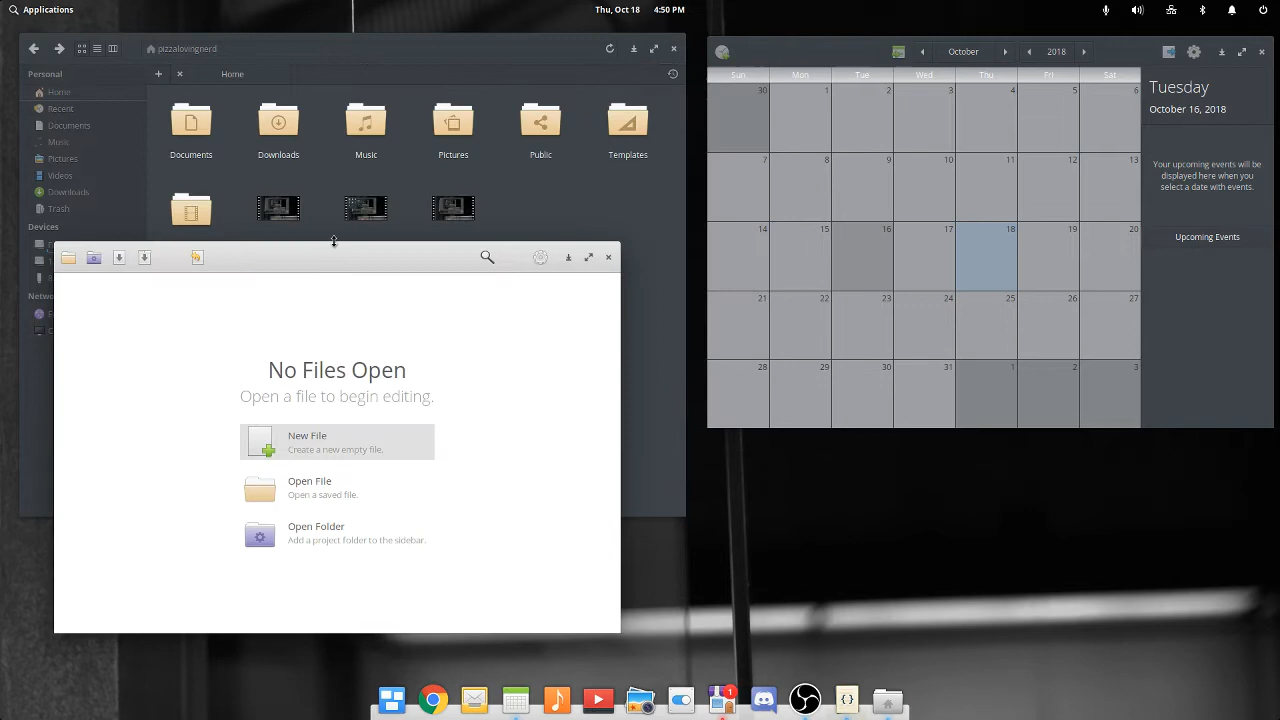 Applications
Thu, Oct 18 4:50 PM
pizzalovingnerd
Home
Personal
Home
Recent
Documents
Music
Pictures
Videos
Downloads
Trash
Devices
Netwo
Documents
Downloads
Music
Pictures
Public
Templates
No Files Open
Open a file to begin editing.
New File
Create a new empty file.
Open File
Open a saved file.
Open Folder
Add a project folder to the sidebar.
October
2018
Sun Mon Tue Wed Thu Fri Sat
30 1 2 3 4 5 6
7 8 9 10 11 12 13
14 15 16 17 18 19 20
21 22 23 24 25 26 27
28 29 30 31 1 2 3
Tuesday
October 16, 2018
Your upcoming events will be
displayed here when you
select a date with events.
Upcoming Events
1